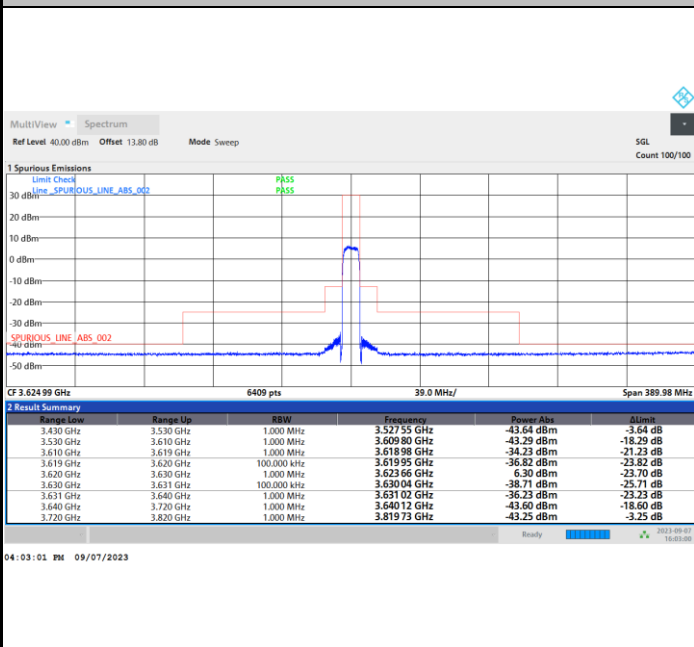 MultiView Spectrum
Ref Level 40.00 dBm Offset 13.80 dB Mode Sweep SGL
Count 100/100
1 Spurious Emissions
Limit Check PASS
Line _SPURIOUS_LINE_ABS_002 PASS
30 dBm
20 dBm
10 dBm
0 dBm
-10 dBm
-20 dBm
-30 dBm
SPURIOUS_LINE_ABS_002
-40 dBm
-50 dBm
CF 3.624 99 GHz 6409 pts 39.0 MHz/ Span 389.98 MHz
2 Result Summary
Range Low Range Up RBW Frequency Power Abs ΔLimit
3.430 GHz 3.530 GHz 1.000 MHz 3.527 55 GHz -43.64 dBm -3.64 dB
3.530 GHz 3.610 GHz 1.000 MHz 3.609 80 GHz -43.29 dBm -18.29 dB
3.610 GHz 3.619 GHz 1.000 MHz 3.618 98 GHz -34.23 dBm -21.23 dB
3.619 GHz 3.620 GHz 100.000 kHz 3.619 95 GHz -36.82 dBm -23.82 dB
3.620 GHz 3.630 GHz 1.000 MHz 3.623 66 GHz 6.30 dBm -23.70 dB
3.630 GHz 3.631 GHz 100.000 kHz 3.630 04 GHz -38.71 dBm -25.71 dB
3.631 GHz 3.640 GHz 1.000 MHz 3.631 02 GHz -36.23 dBm -23.23 dB
3.640 GHz 3.720 GHz 1.000 MHz 3.640 12 GHz -43.60 dBm -18.60 dB
3.720 GHz 3.820 GHz 1.000 MHz 3.819 73 GHz -43.25 dBm -3.25 dB
Ready 2023-09-07
16:03:00
04:03:01 PM 09/07/2023